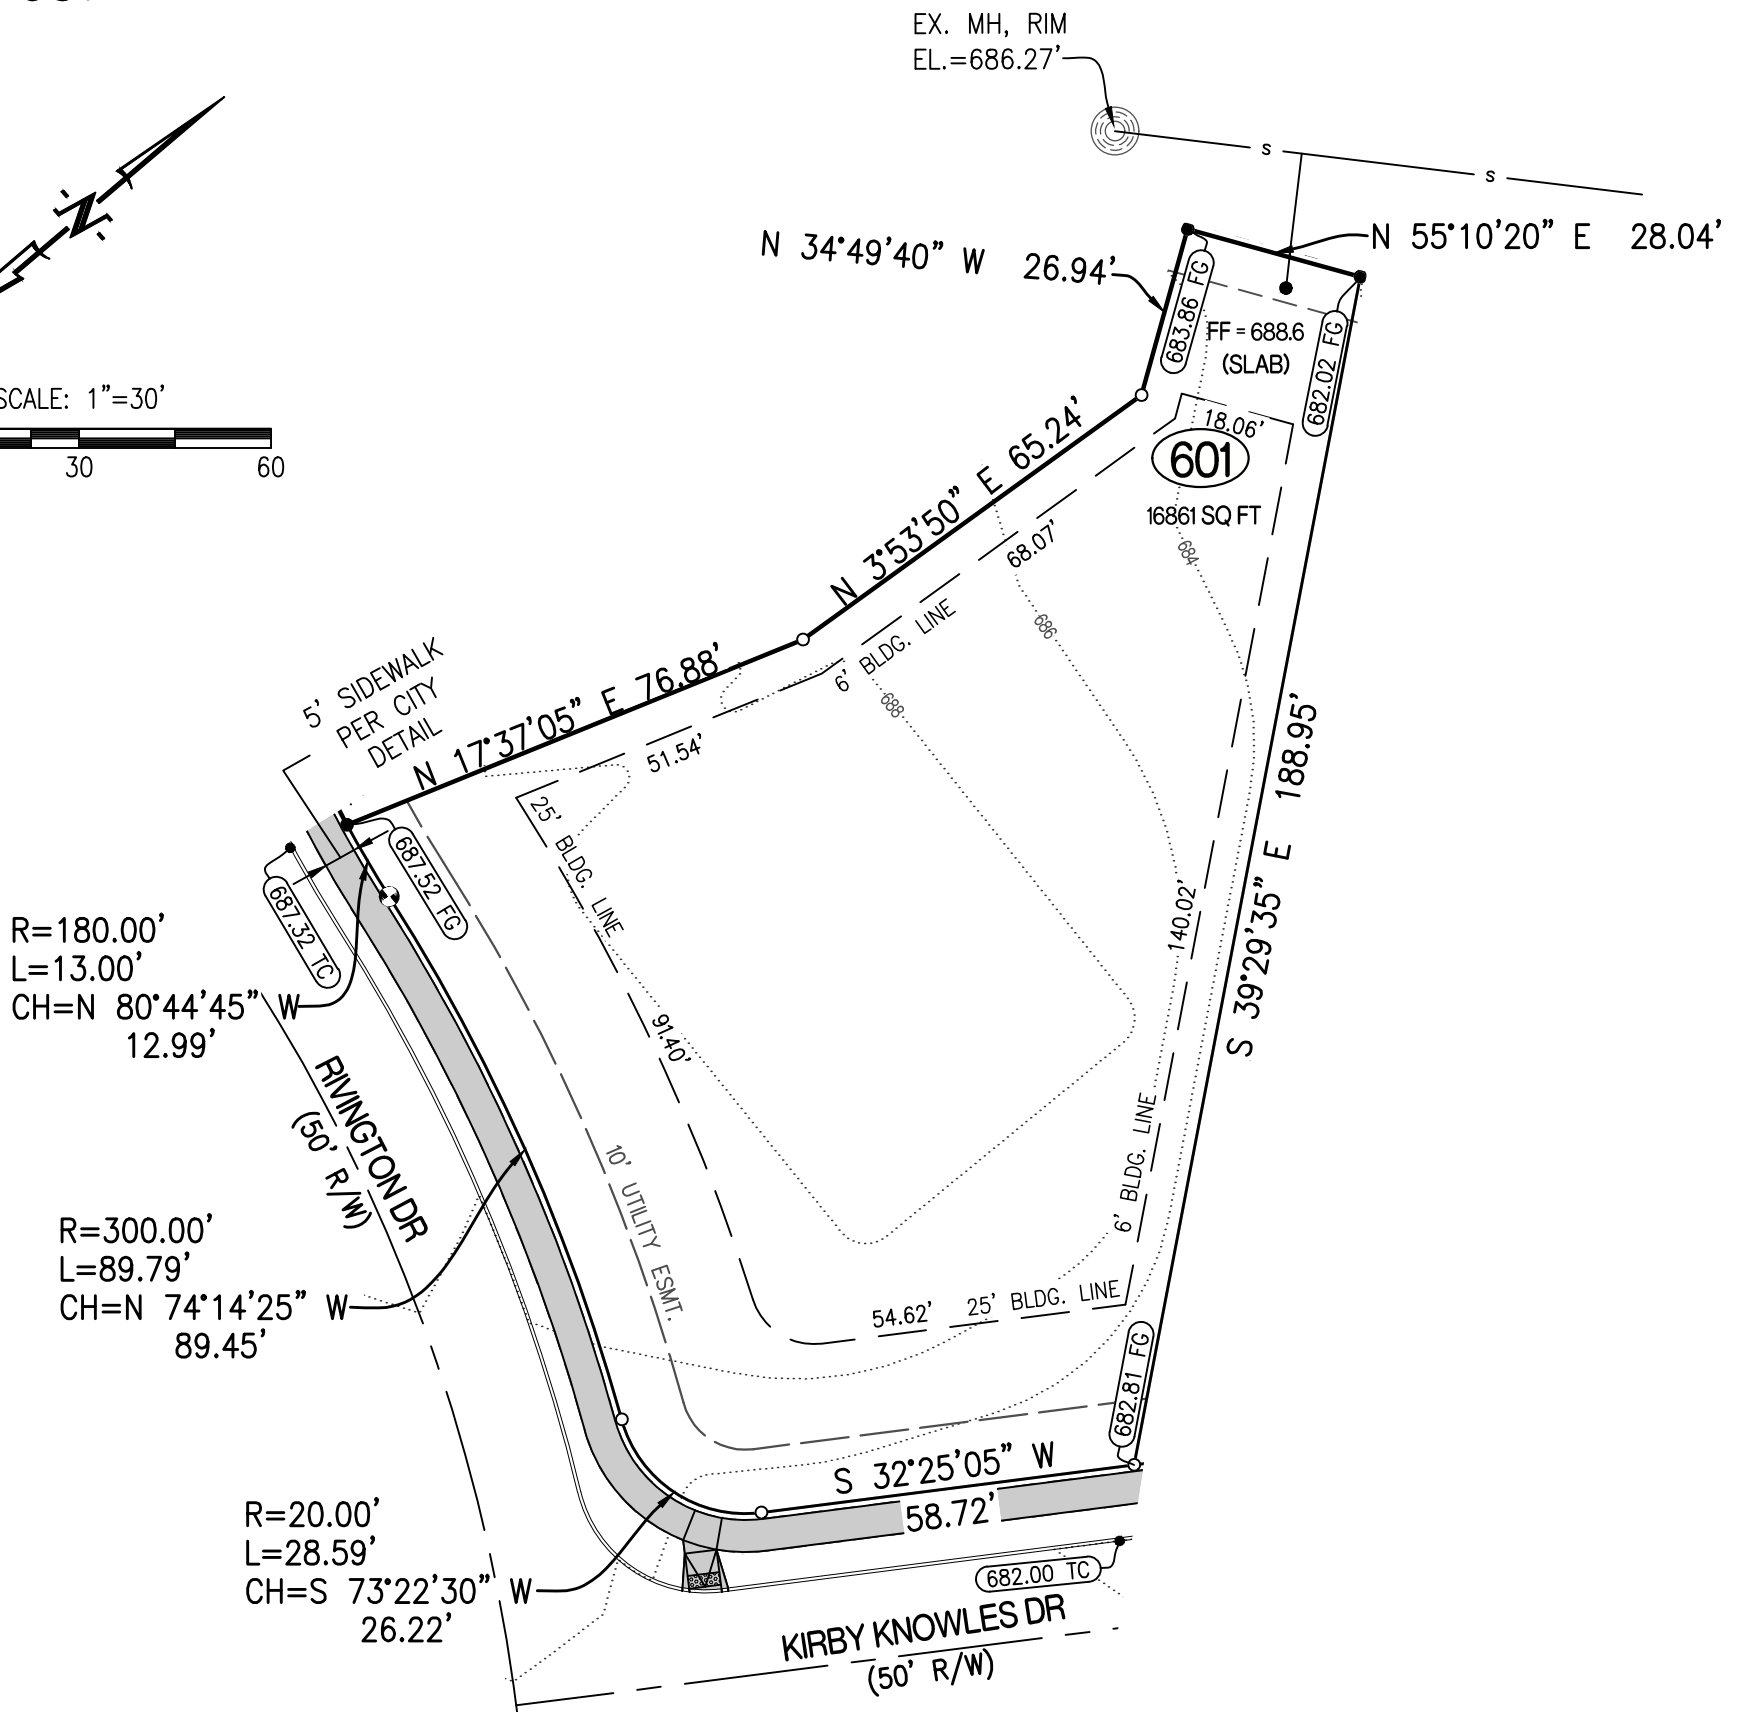 EX. MH, RIM
EL.=686.27'
S
S
N
N 34°49'40" W 26.94'
N 55°10'20" E 28.04'
683.86 FG
FF = 688.6
(SLAB)
682.02 FG
SCALE: 1"=30'
30
60
18.06'
601
16861 SQ FT
N 3°53'50" E 65.24'
68.07'
684
686
688
6' BLDG. LINE
5' SIDEWALK
PER CITY
DETAIL
N 17°37'05" E 76.88'
51.54'
25' BLDG. LINE
S 39°29'35" E 188.95'
140.02'
6' BLDG. LINE
687.52 FG
687.32 TC
R=180.00'
L=13.00'
CH=N 80°44'45" W
12.99'
91.40'
RIVINGTON DR
(50' R/W)
10' UTILITY ESMT.
R=300.00'
L=89.79'
CH=N 74°14'25" W
89.45'
54.62'
25' BLDG. LINE
682.81 FG
S 32°25'05" W
58.72'
R=20.00'
L=28.59'
CH=S 73°22'30" W
26.22'
682.00 TC
KIRBY KNOWLES DR
(50' R/W)